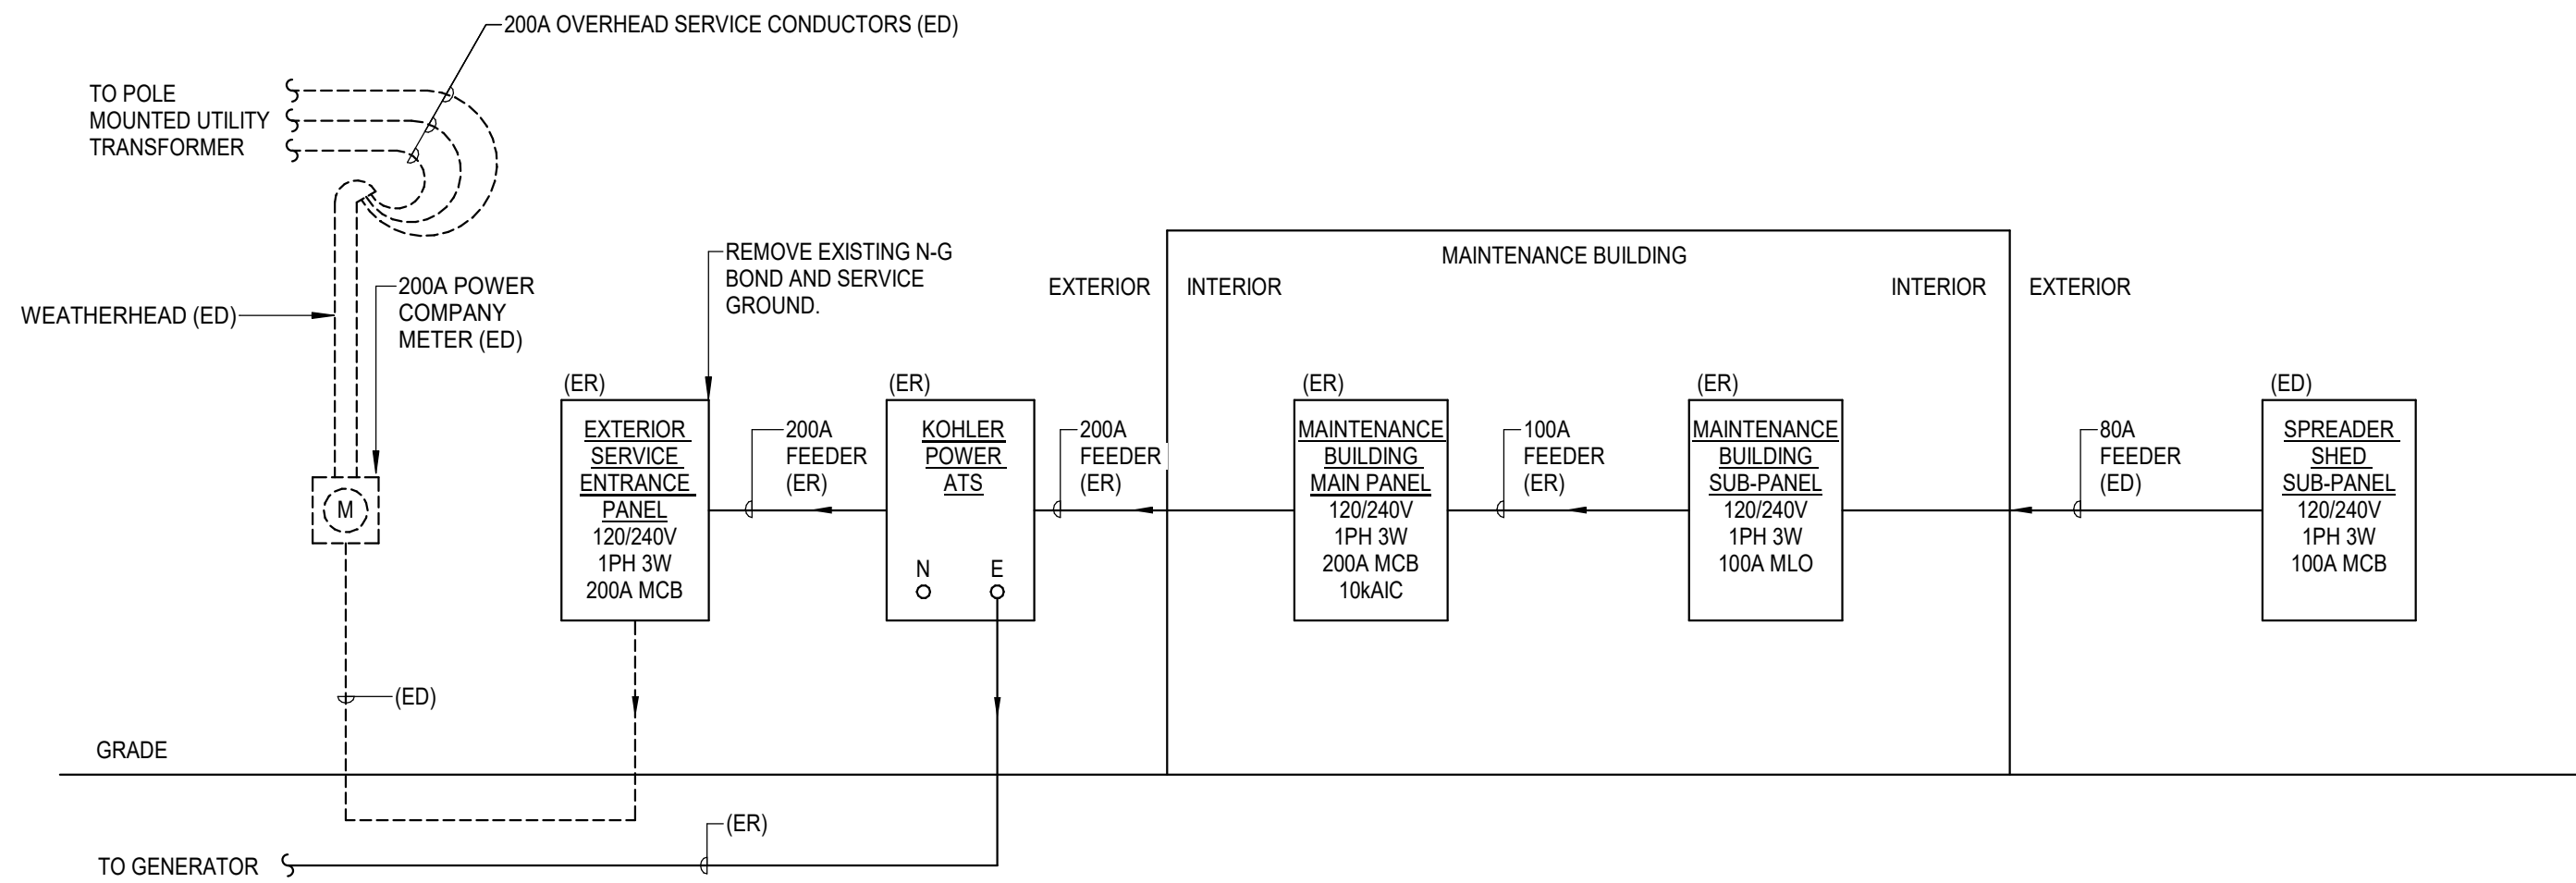 200A OVERHEAD SERVICE CONDUCTORS (ED)
TO POLE
MOUNTED UTILITY
TRANSFORMER
WEATHERHEAD (ED)
200A POWER
COMPANY
METER (ED)
REMOVE EXISTING N-G
BOND AND SERVICE
GROUND.
EXTERIOR
INTERIOR
MAINTENANCE BUILDING
INTERIOR
EXTERIOR
M
(ED)
(ER)
EXTERIOR
SERVICE
ENTRANCE
PANEL
120/240V
1PH 3W
200A MCB
200A
FEEDER
(ER)
(ER)
KOHLER
POWER
ATS
N
E
200A
FEEDER
(ER)
(ER)
MAINTENANCE
BUILDING
MAIN PANEL
120/240V
1PH 3W
200A MCB
10kAIC
100A
FEEDER
(ER)
(ER)
MAINTENANCE
BUILDING
SUB-PANEL
120/240V
1PH 3W
100A MLO
80A
FEEDER
(ED)
(ED)
SPREADER
SHED
SUB-PANEL
120/240V
1PH 3W
100A MCB
GRADE
(ER)
TO GENERATOR